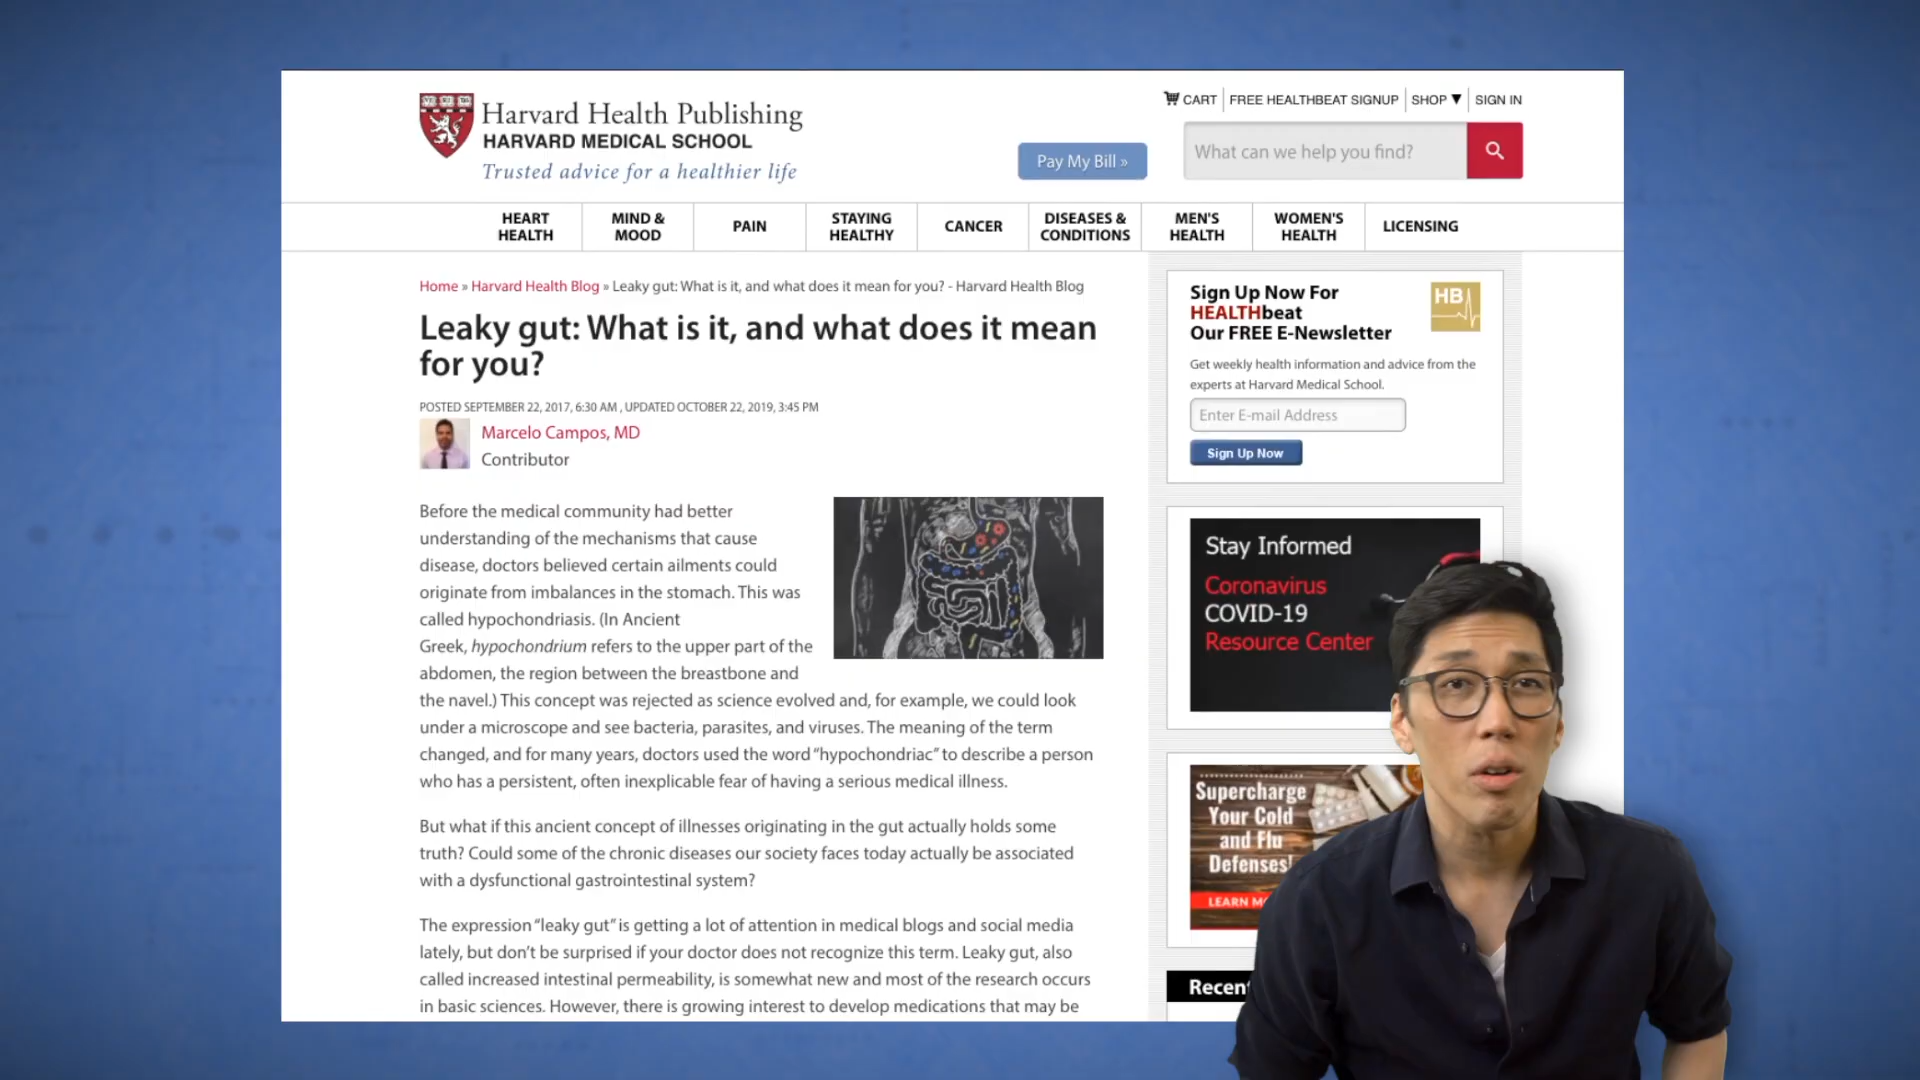 VE RI TAS
Harvard Health Publishing
HARVARD MEDICAL SCHOOL
Trusted advice for a healthier life
CART
FREE HEALTHBEAT SIGNUP
SHOP ▼
SIGN IN
Pay My Bill »
What can we help you find?
HEART
HEALTH
MIND &
MOOD
PAIN
STAYING
HEALTHY
CANCER
DISEASES &
CONDITIONS
MEN'S
HEALTH
WOMEN'S
HEALTH
LICENSING
Home » Harvard Health Blog » Leaky gut: What is it, and what does it mean for you? - Harvard Health Blog
Leaky gut: What is it, and what does it mean
for you?
POSTED SEPTEMBER 22, 2017, 6:30 AM , UPDATED OCTOBER 22, 2019, 3:45 PM
Marcelo Campos, MD
Contributor
Before the medical community had better
understanding of the mechanisms that cause
disease, doctors believed certain ailments could
originate from imbalances in the stomach. This was
called hypochondriasis. (In Ancient
Greek, hypochondrium refers to the upper part of the
abdomen, the region between the breastbone and
the navel.) This concept was rejected as science evolved and, for example, we could look
under a microscope and see bacteria, parasites, and viruses. The meaning of the term
changed, and for many years, doctors used the word “hypochondriac” to describe a person
who has a persistent, often inexplicable fear of having a serious medical illness.
But what if this ancient concept of illnesses originating in the gut actually holds some
truth? Could some of the chronic diseases our society faces today actually be associated
with a dysfunctional gastrointestinal system?
The expression “leaky gut” is getting a lot of attention in medical blogs and social media
lately, but don’t be surprised if your doctor does not recognize this term. Leaky gut, also
called increased intestinal permeability, is somewhat new and most of the research occurs
in basic sciences. However, there is growing interest to develop medications that may be
Sign Up Now For
HEALTHbeat
Our FREE E-Newsletter
HB
Get weekly health information and advice from the
experts at Harvard Medical School.
Enter E-mail Address
Sign Up Now
Stay Informed
Coronavirus
COVID-19
Resource Center
Supercharge
Your Cold
and Flu
Defenses!
LEARN
Recent